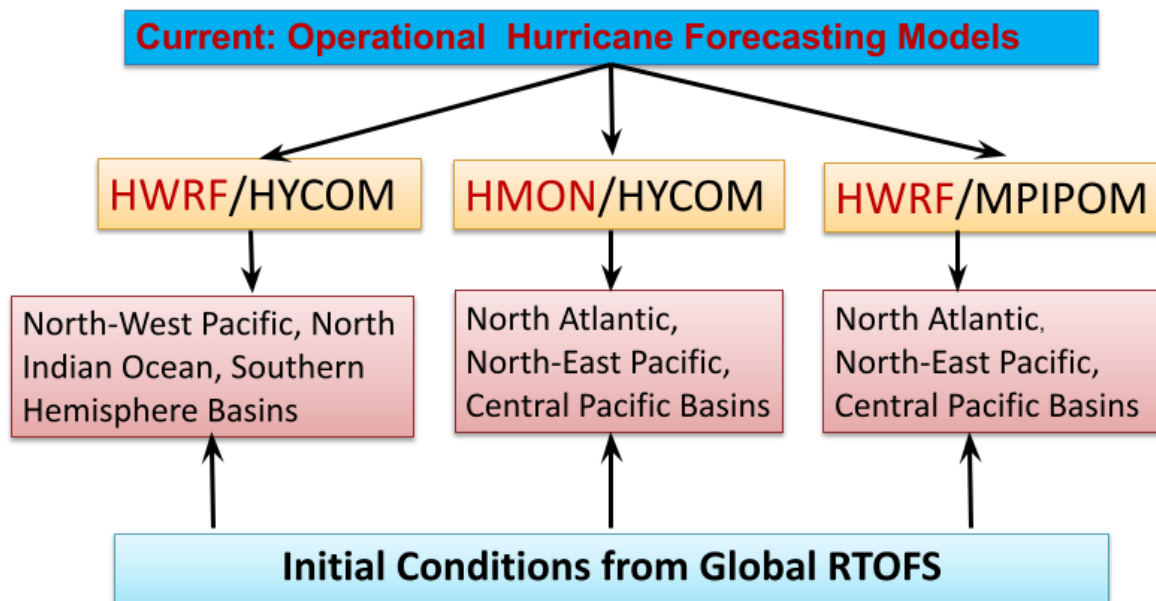 Current: Operational Hurricane Forecasting Models
HWRF/HYCOM
HMON/HYCOM
HWRF/MPIPOM
North-West Pacific, North
Indian Ocean, Southern
Hemisphere Basins
North Atlantic,
North-East Pacific,
Central Pacific Basins
North Atlantic,
North-East Pacific,
Central Pacific Basins
Initial Conditions from Global RTOFS